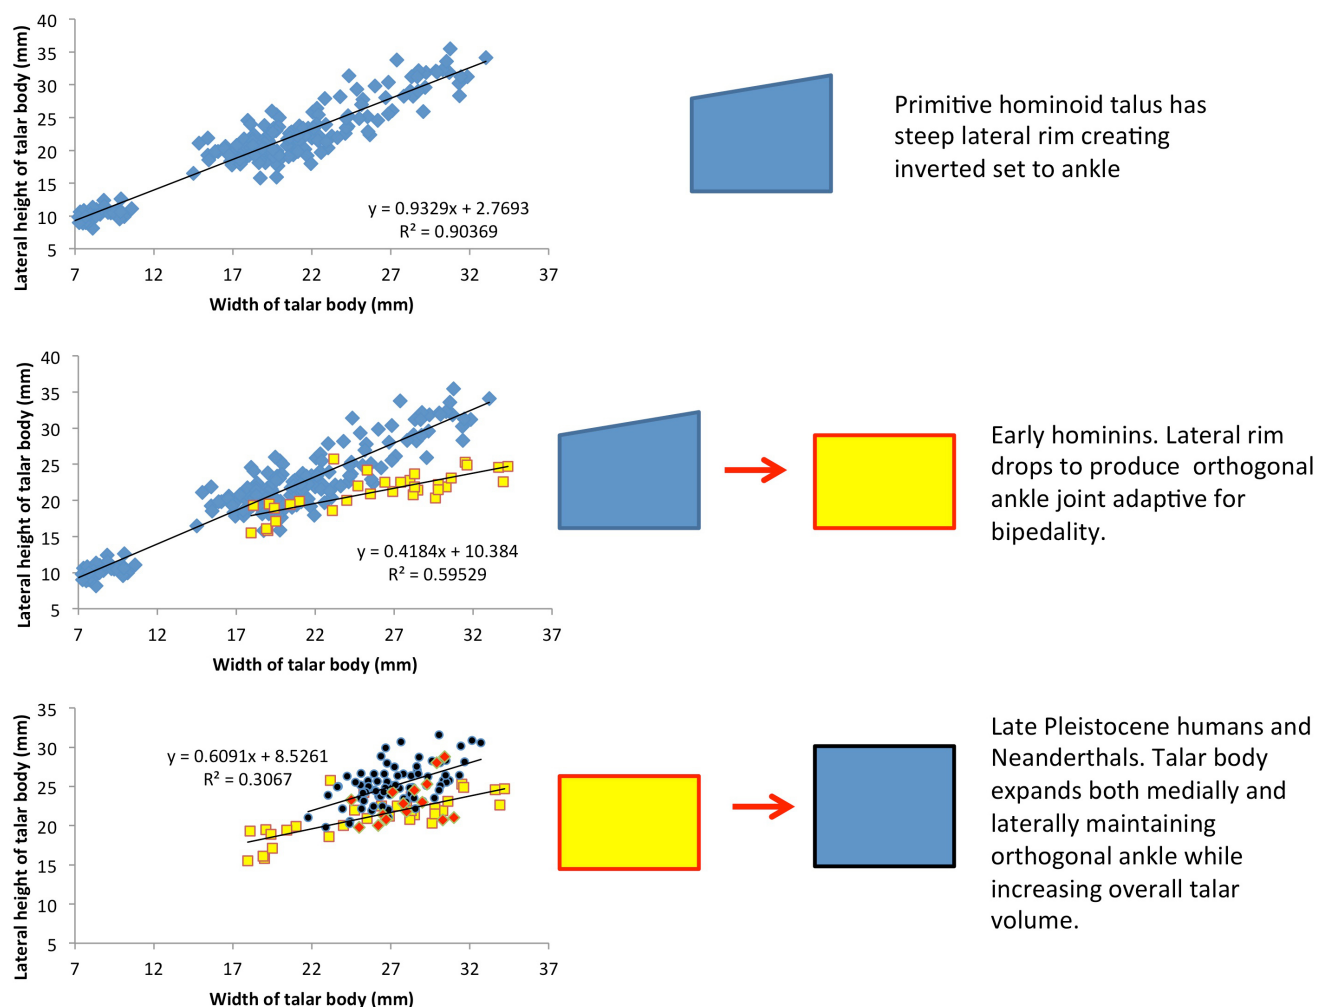 40
35
30
25
20
15
10
5
Lateral height of talar body (mm)
y = 0.9329x + 2.7693
R² = 0.90369
7 12 17 22 27 32 37
Width of talar body (mm)
Primitive hominoid talus has
steep lateral rim creating
inverted set to ankle
40
35
30
25
20
15
10
5
Lateral height of talar body (mm)
y = 0.4184x + 10.384
R² = 0.59529
7 12 17 22 27 32 37
Width of talar body (mm)
Early hominins. Lateral rim
drops to produce orthogonal
ankle joint adaptive for
bipedality.
35
30
25
20
15
10
5
Lateral height of talar body (mm)
y = 0.6091x + 8.5261
R² = 0.3067
7 12 17 22 27 32 37
Width of talar body (mm)
Late Pleistocene humans and
Neanderthals. Talar body
expands both medially and
laterally maintaining
orthogonal ankle while
increasing overall talar
volume.